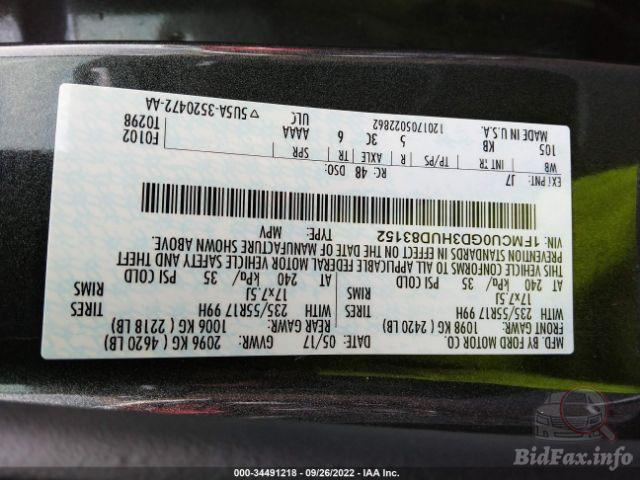 MFD. BY FORD MOTOR CO.
DATE: 05/17 GVWR: 2096 KG ( 4620 LB)
FRONT GAWR: 1098 KG ( 2420 LB) REAR GAWR: 1006 KG ( 2218 LB)
WITH 235/55R17 99H TIRES WITH 235/55R17 99H TIRES
17x7.5J RIMS 17x7.5J RIMS
AT 240 kPa/ 35 PSI COLD AT 240 kPa/ 35 PSI COLD
THIS VEHICLE CONFORMS TO ALL APPLICABLE FEDERAL MOTOR VEHICLE SAFETY AND THEFT
PREVENTION STANDARDS IN EFFECT ON THE DATE OF MANUFACTURE SHOWN ABOVE.
VIN: 1FMCU0GD3HUD83152
TYPE: MPV
EXT PNT: J7 RC: 48 DSO:
WB INT TR TP/PS R AXLE TR SPR F0102
105 KB 5 3C 6 AAAA T0298
ULC
MADE IN U.S.A. 1201705022862 5U5A-3520472-AA
BidFax.info
000-34491218 - 09/26/2022 - IAA Inc.